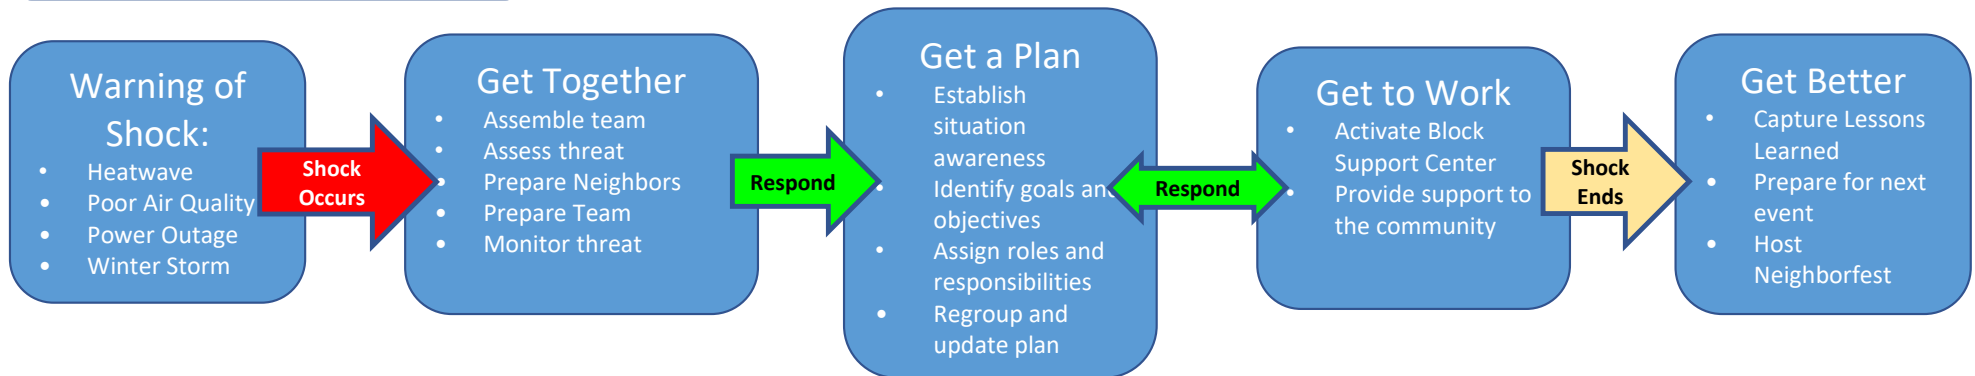 Warning of
Shock:
• Heatwave
• Poor Air Quality
• Power Outage
• Winter Storm
Shock
Occurs
Get Together
• Assemble team
• Assess threat
• Prepare Neighbors
• Prepare Team
• Monitor threat
Respond
Get a Plan
• Establish
situation
awareness
• Identify goals and
objectives
• Assign roles and
responsibilities
• Regroup and
update plan
Respond
Get to Work
• Activate Block
Support Center
• Provide support to
the community
Shock
Ends
Get Better
• Capture Lessons
Learned
• Prepare for next
event
• Host
Neighborfest